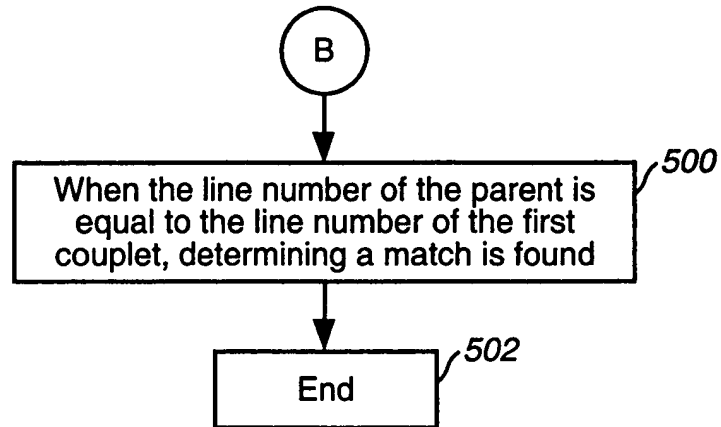 B
500
When the line number of the parent is
equal to the line number of the first
couplet, determining a match is found
502
End